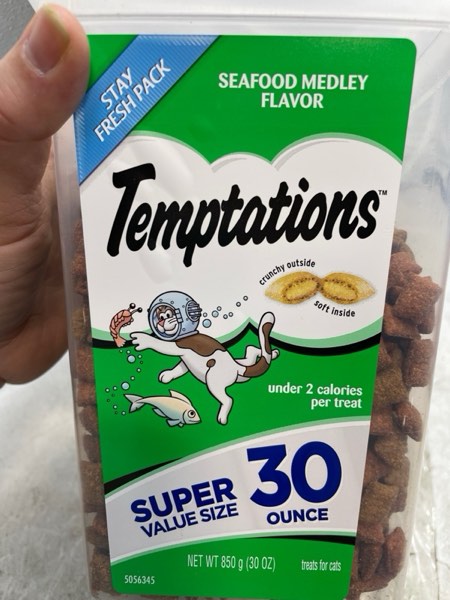 STAY
FRESH PACK
SEAFOOD MEDLEY
FLAVOR
Temptations™
crunchy outside
soft inside
under 2 calories
per treat
SUPER
VALUE SIZE
30
OUNCE
NET WT 850 g (30 OZ)
treats for cats
5056345